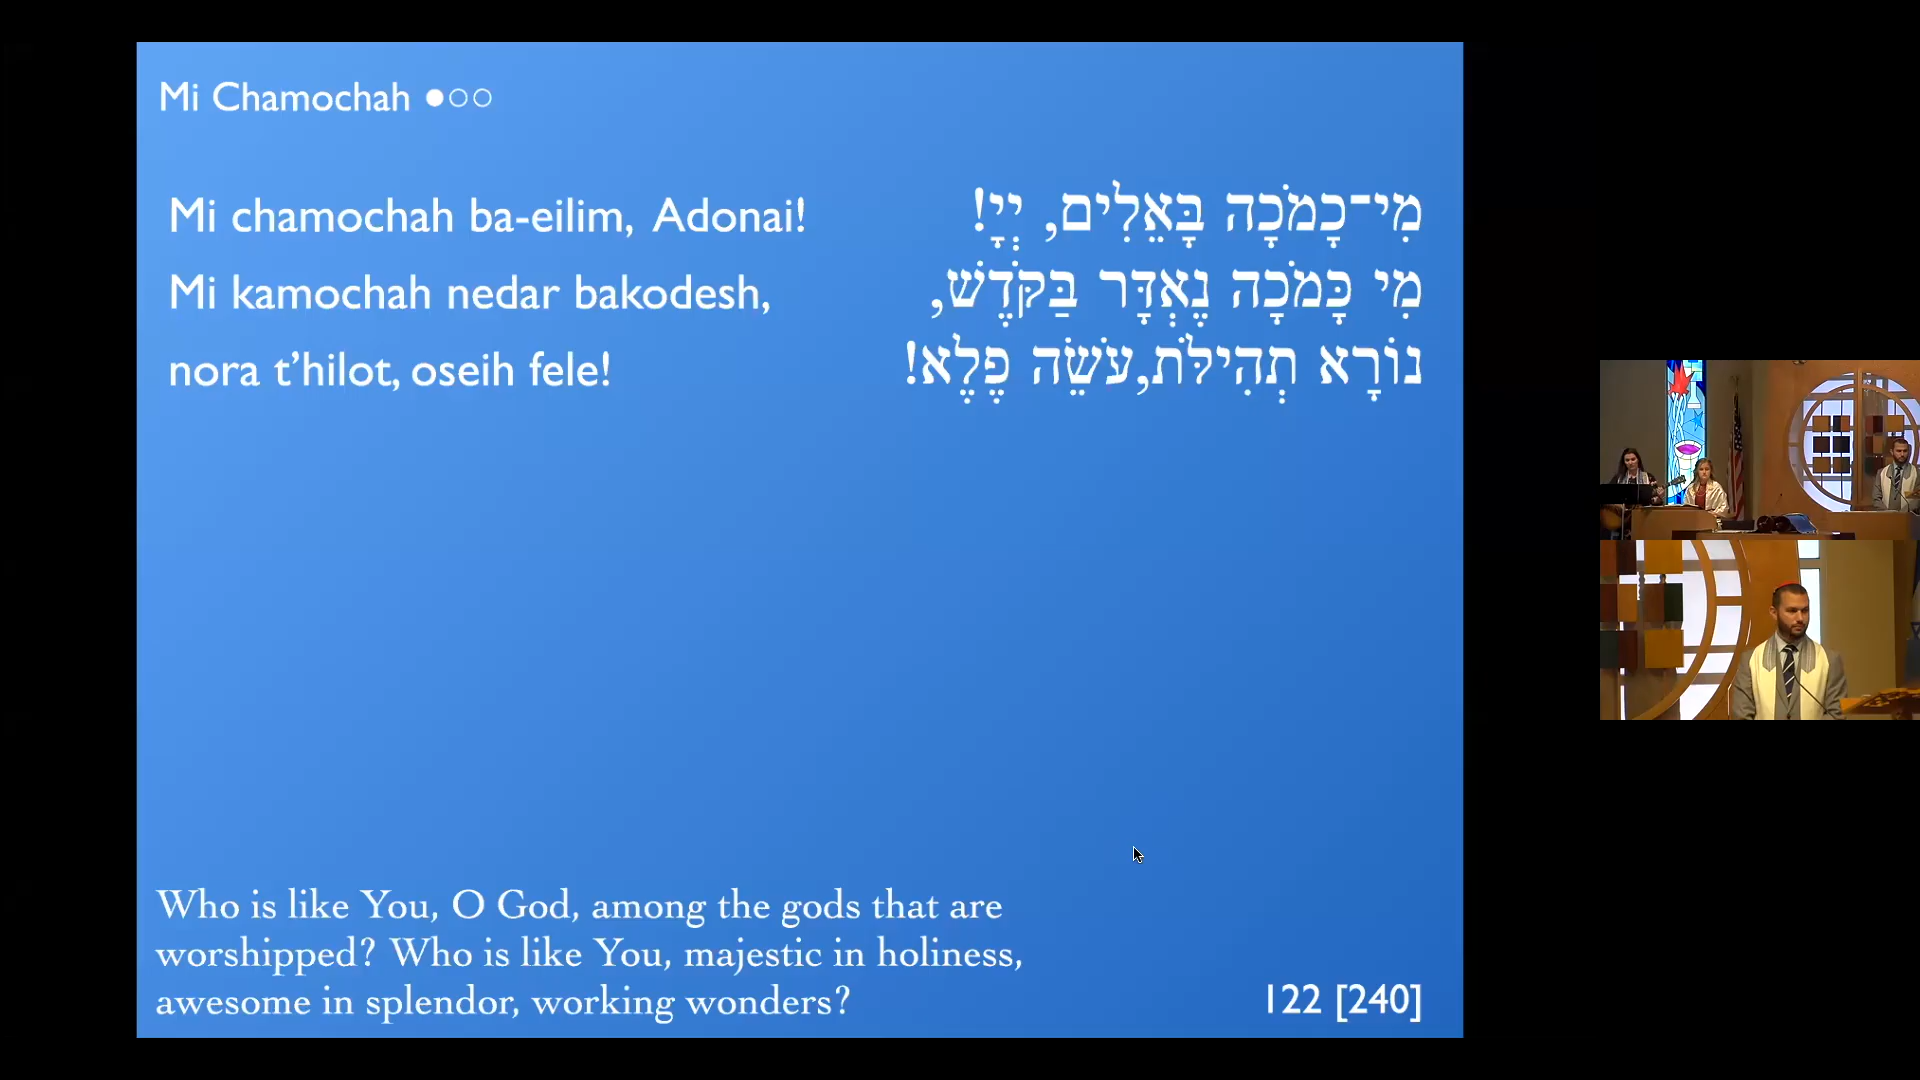 Mi Chamochah ●○○
Mi chamochah ba-eilim, Adonai!
Mi kamochah nedar bakodesh,
nora t’hilot, oseih fele!
מִי־כָמֹכָה בָּאֵלִים, יְיָ!
מִי כָּמֹכָה נֶאְדָּר בַּקֹּדֶשׁ,
נוֹרָא תְהִילֹּת,עֹשֵׂה פֶלֶא!
Who is like You, O God, among the gods that are
worshipped? Who is like You, majestic in holiness,
awesome in splendor, working wonders?
122 [240]